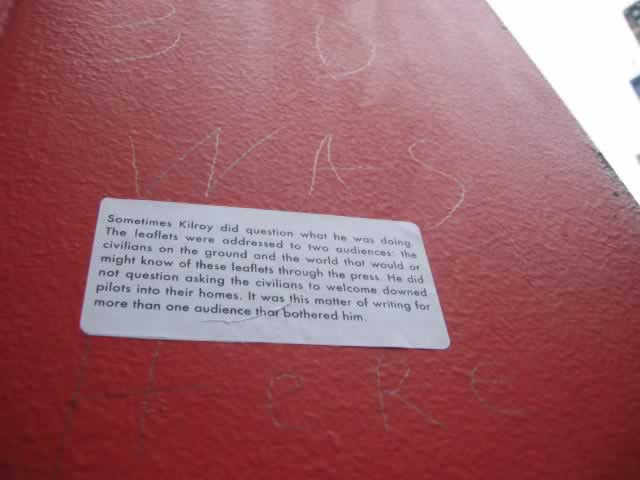 WAS
Sometimes Kilroy did question what he was doing.
The leaflets were addressed to two audiences: the
civilians on the ground and the world that would or
might know of these leaflets through the press. He did
not question asking the civilians to welcome downed
pilots into their homes. It was this matter of writing for
more than one audience that bothered him.
HeRe